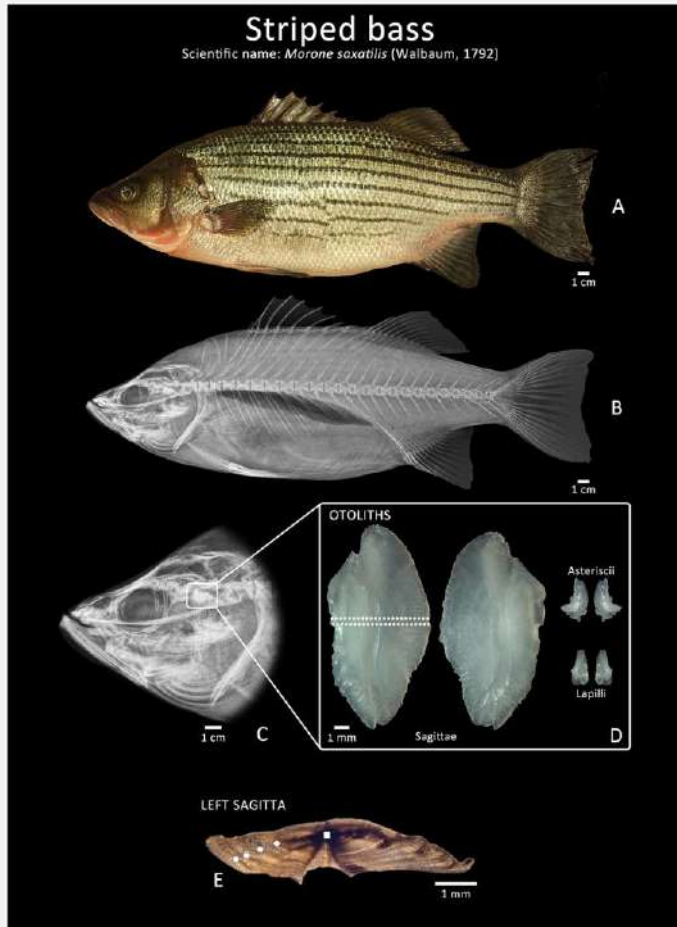 Striped bass
Scientific name: Morone saxatilis (Walbaum, 1792)
A
1 cm
B
1 cm
OTOLITHS
Asteriscii
Lapilli
1 cm
C
1 mm
Sagittae
D
LEFT SAGITTA
E
1 mm